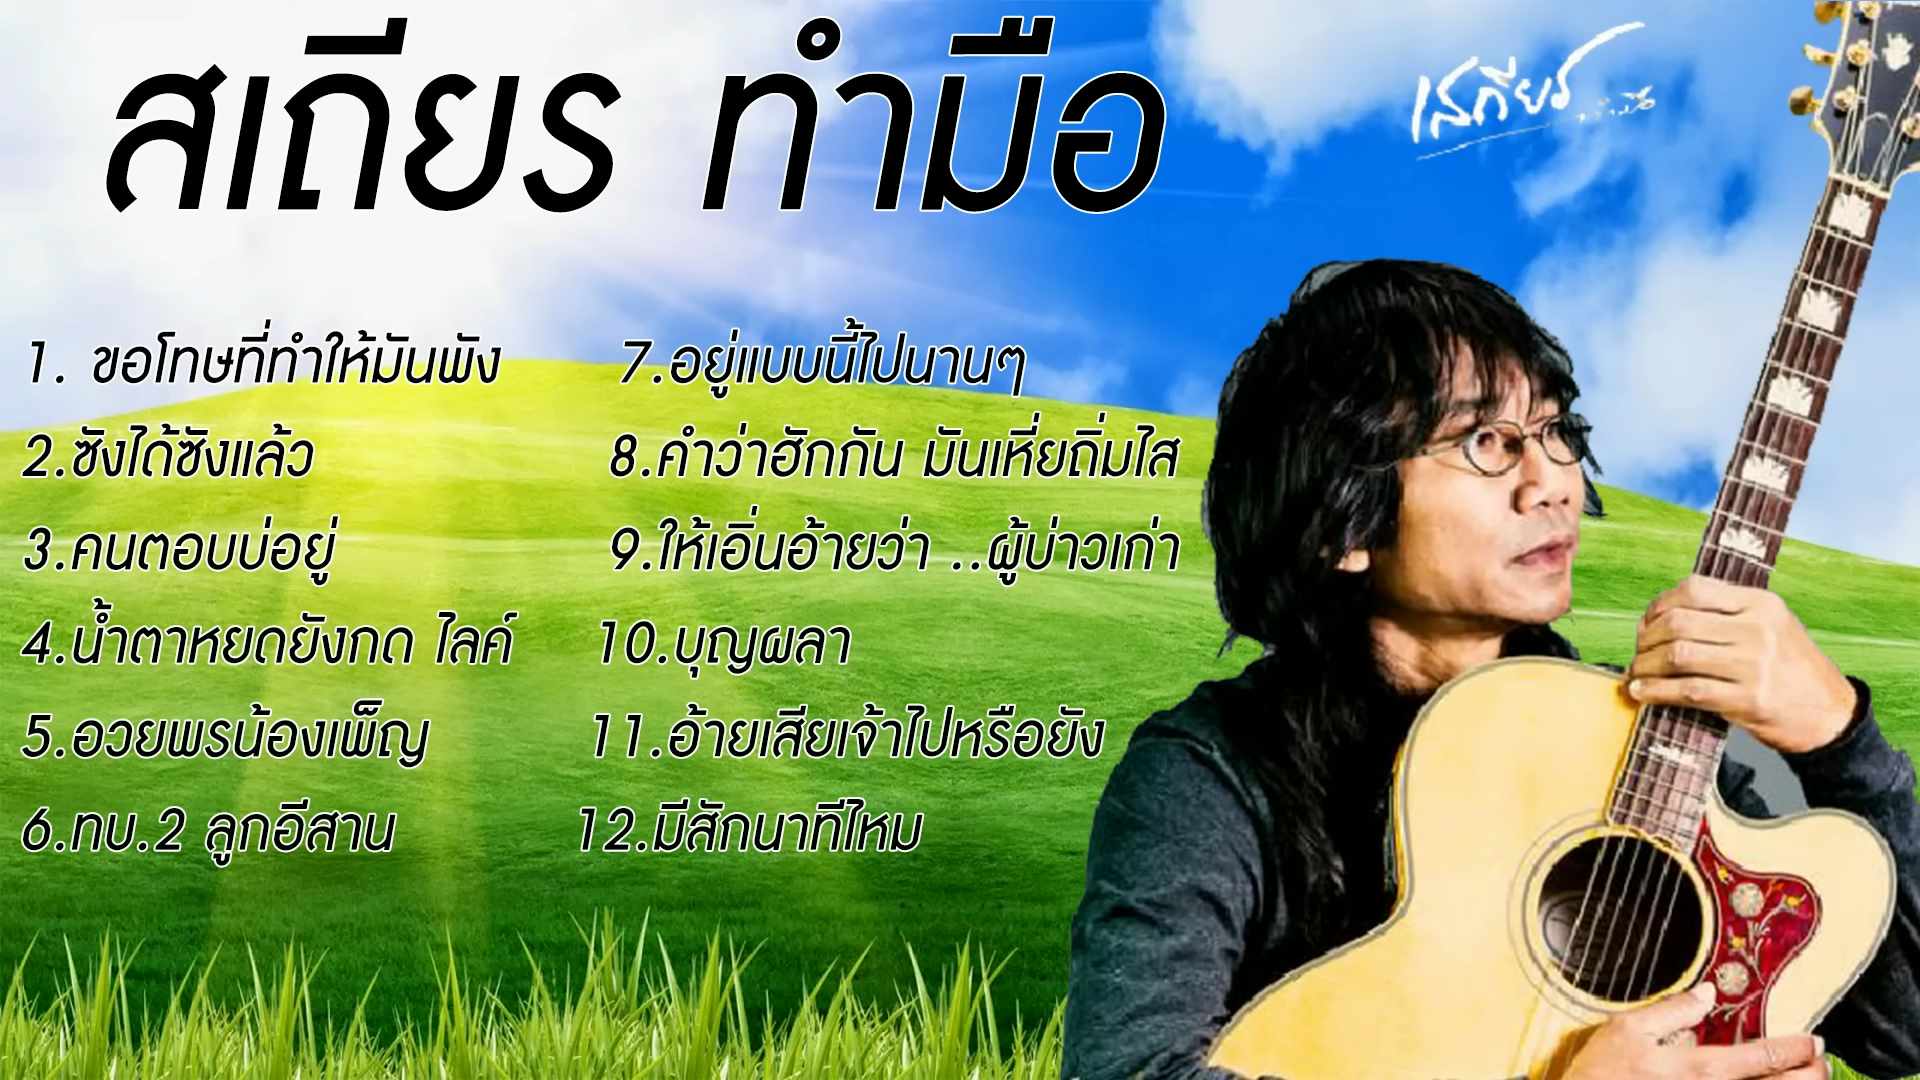 สเถียร ทำมือ
เสถียร
ทำมือ
1. ขอโทษที่ทำให้มันพัง
2.ซังได้ซังแล้ว
3.คนตอบบ่อยู่
4.น้ำตาหยดยังกด ไลค์
5.อวยพรน้องเพ็ญ
6.ทบ.2 ลูกอีสาน
7.อยู่แบบนี้ไปนานๆ
8.คำว่าฮักกัน มันเหี่ยถิ่มไส
9.ให้เอิ่นอ้ายว่า ..ผู้บ่าวเก่า
10.บุญผลา
11.อ้ายเสียเจ้าไปหรือยัง
12.มีสักนาทีไหม